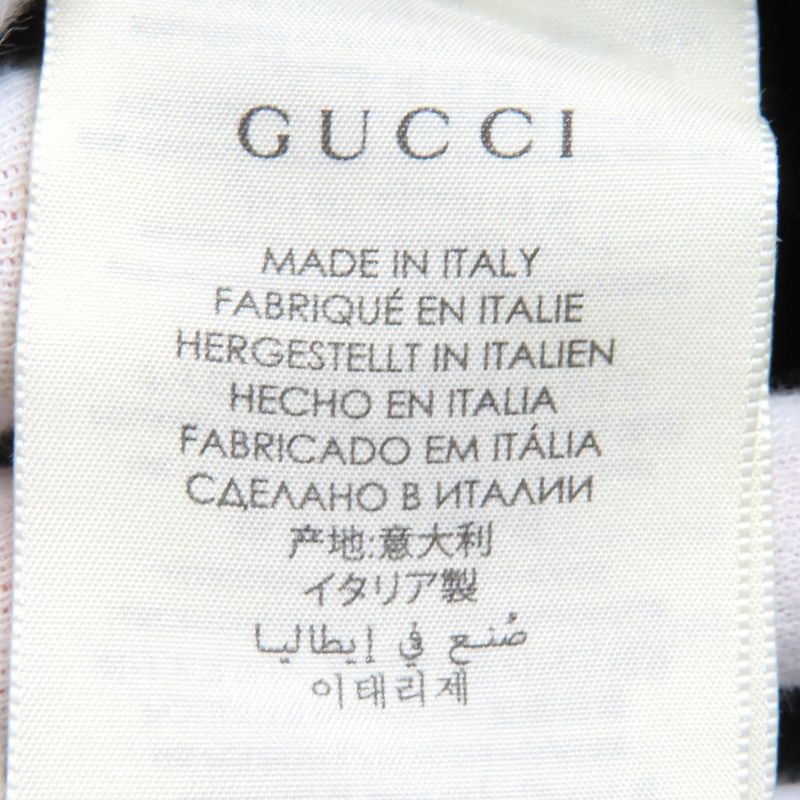 GUCCI
MADE IN ITALY
FABRIQUÉ EN ITALIE
HERGESTELLT IN ITALIEN
HECHO EN ITALIA
FABRICADO EM ITÁLIA
СДЕЛАНО В ИТАЛИИ
产地:意大利
イタリア製
صُنع في إيطاليا
이태리제